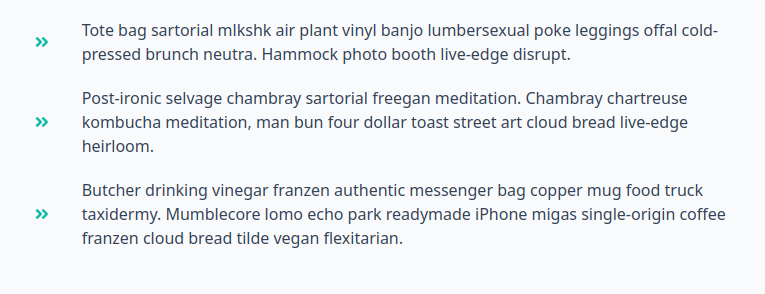 Tote bag sartorial mlkshk air plant vinyl banjo lumbersexual poke leggings offal cold-
pressed brunch neutra. Hammock photo booth live-edge disrupt.
Post-ironic selvage chambray sartorial freegan meditation. Chambray chartreuse
kombucha meditation, man bun four dollar toast street art cloud bread live-edge
heirloom.
Butcher drinking vinegar franzen authentic messenger bag copper mug food truck
taxidermy. Mumblecore lomo echo park readymade iPhone migas single-origin coffee
franzen cloud bread tilde vegan flexitarian.